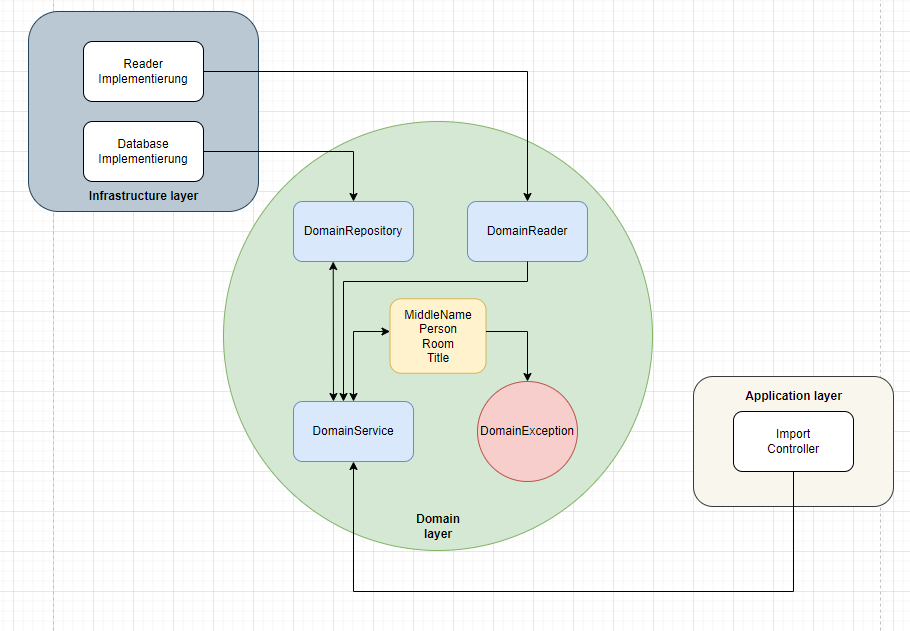 Reader
Implementierung
Database
Implementierung
Infrastructure layer
DomainRepository
DomainReader
MiddleName
Person
Room
Title
DomainService
DomainException
Domain
layer
Application layer
Import
Controller